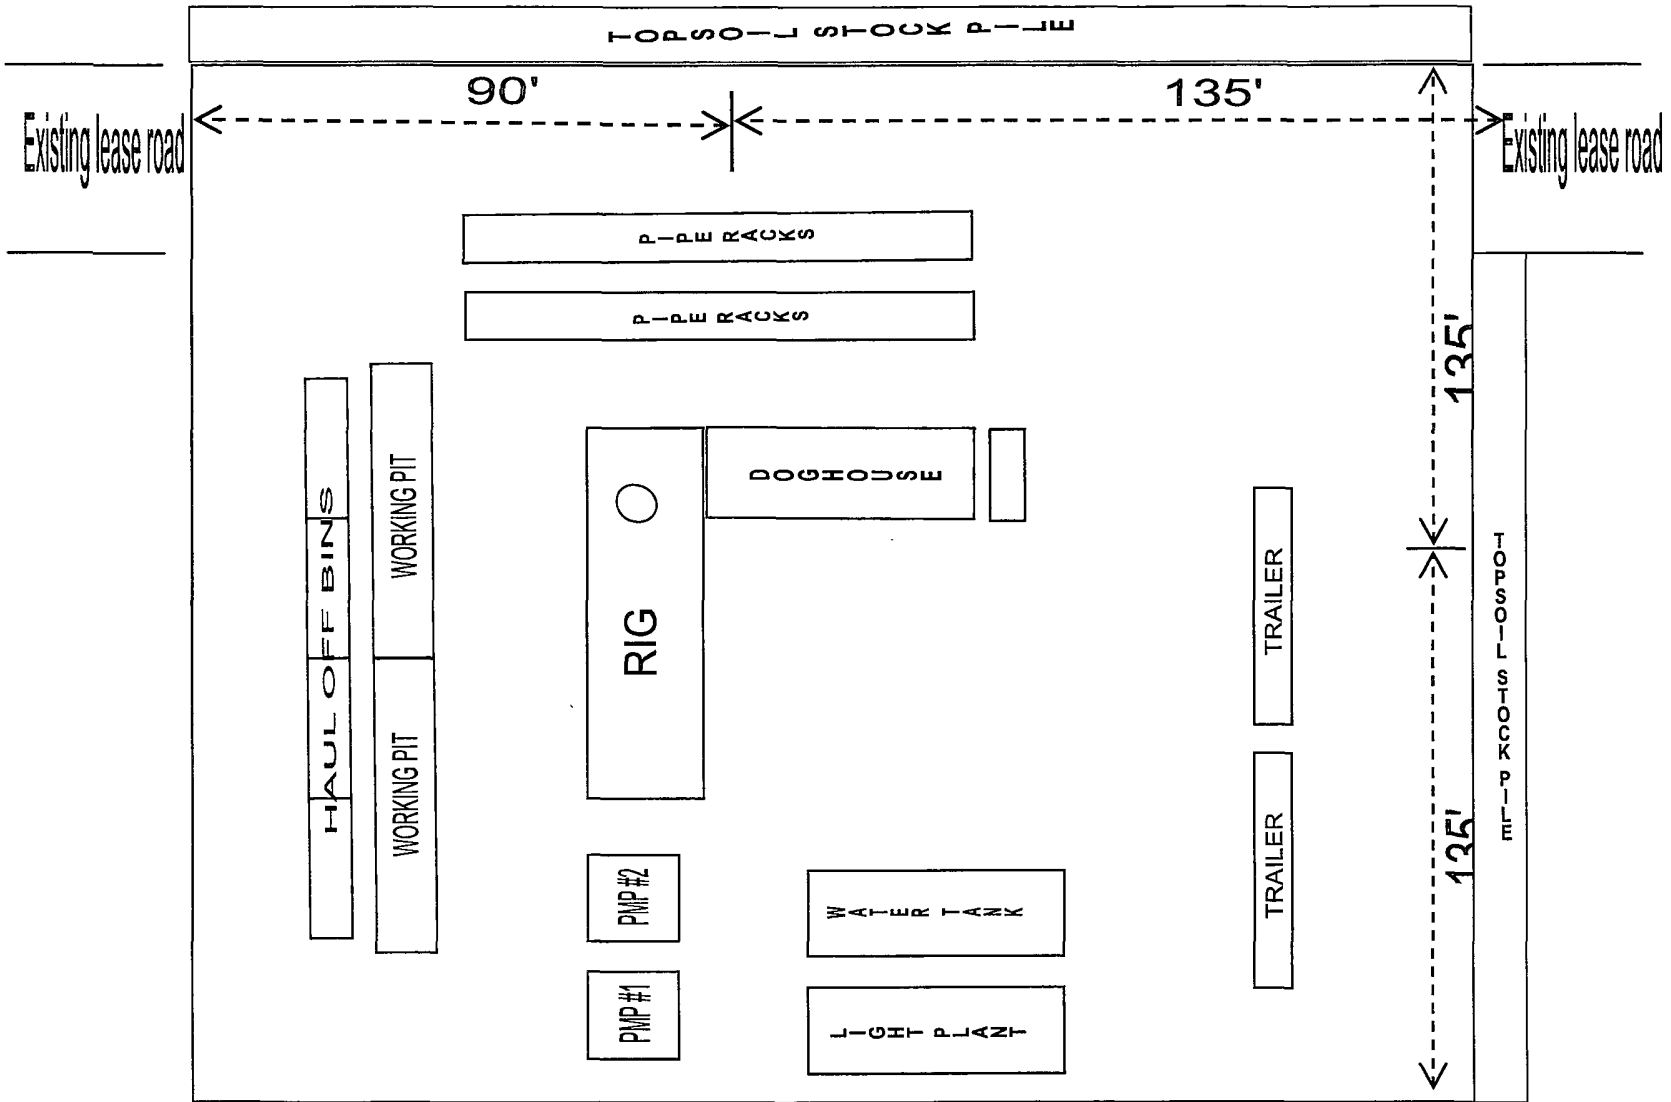 TOPSOIL STOCK PILE
90'
135'
Existing lease road
Existing lease road
PIPE RACKS
PIPE RACKS
135'
DOGHOUSE
HAUL OFF BINS
WORKING PIT
WORKING PIT
RIG
TRAILER
TRAILER
TOPSOIL STOCK PILE
135'
PMP #2
WATER TANK
PMP #1
LIGHT PLANT